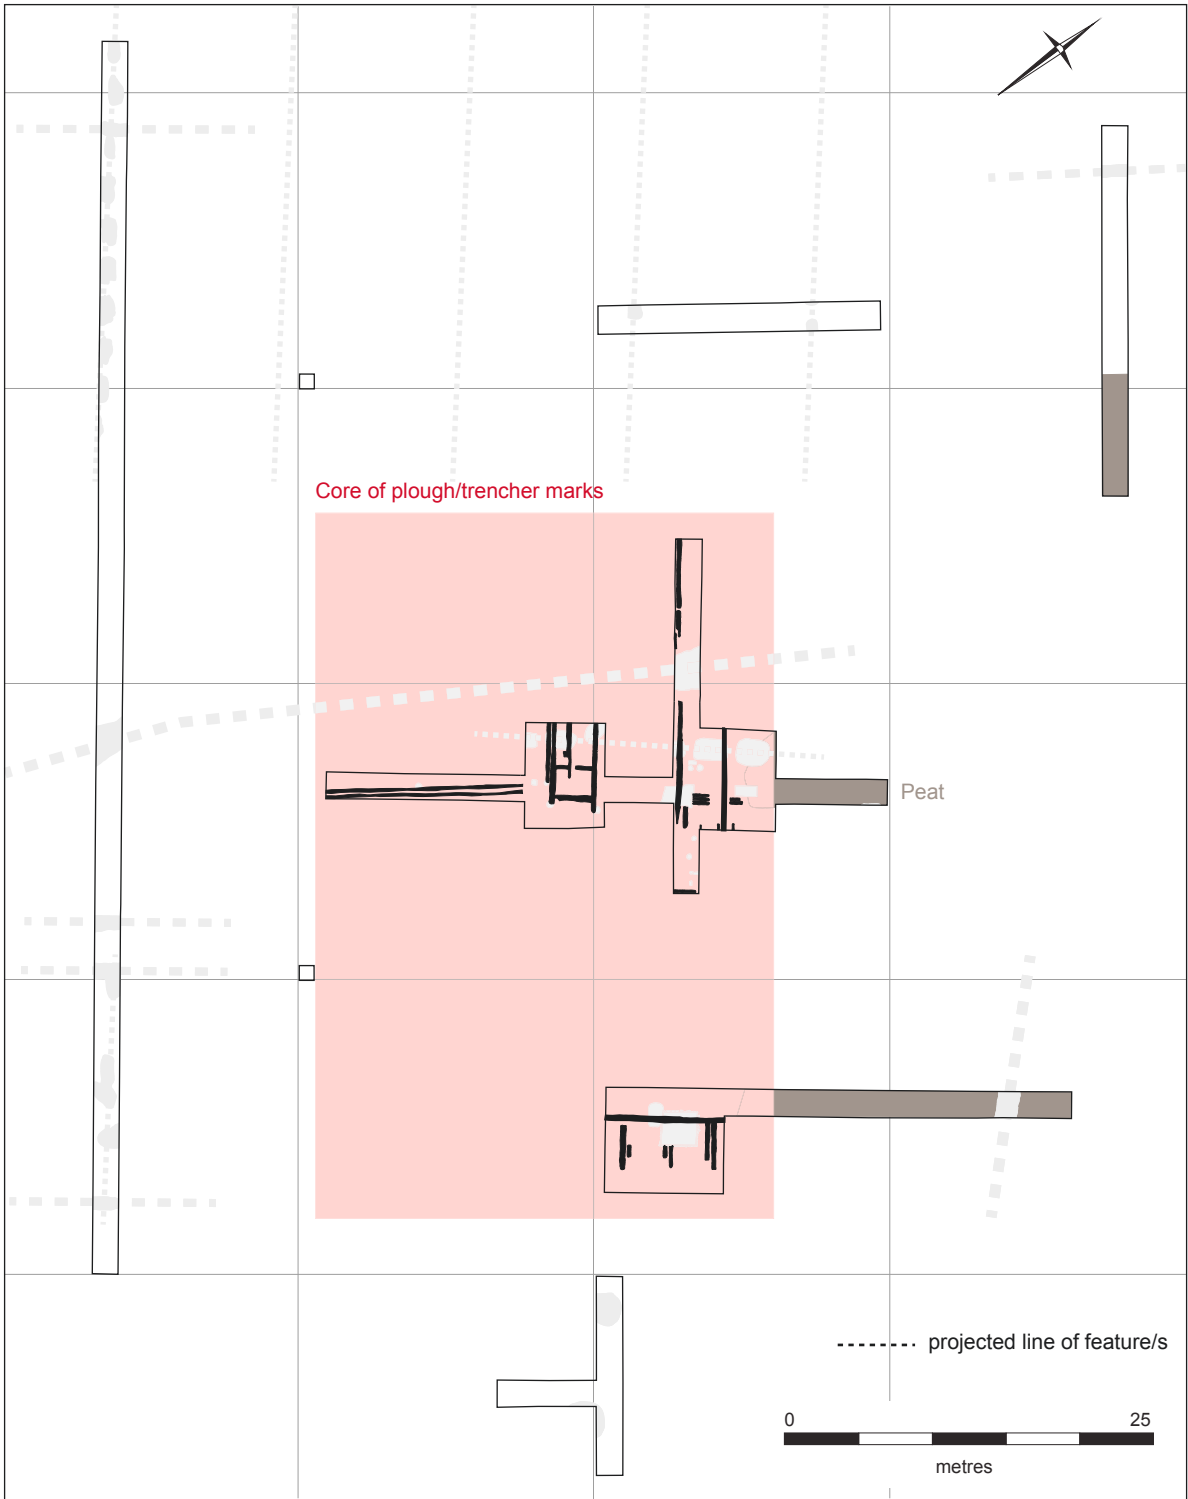 Core of plough/trencher marks
Peat
projected line of feature/s
0 25
metres